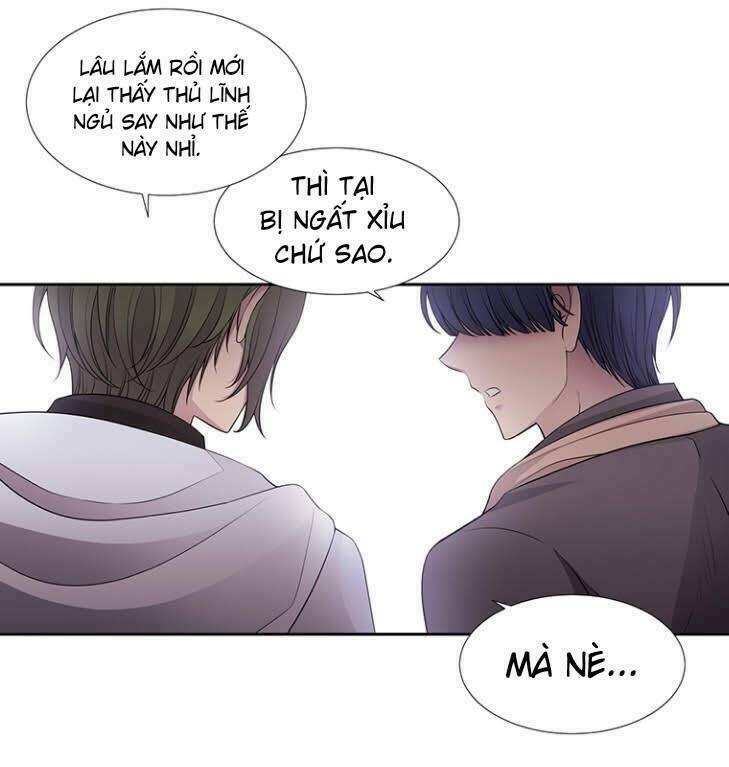 LÂU LẮM RỒI MỚI
LẠI THẤY THỦ LĨNH
NGỦ SAY NHƯ THẾ
NÀY NHỈ.
THÌ TẠI
BỊ NGẤT XỈU
CHỨ SAO.
MÀ NÈ...